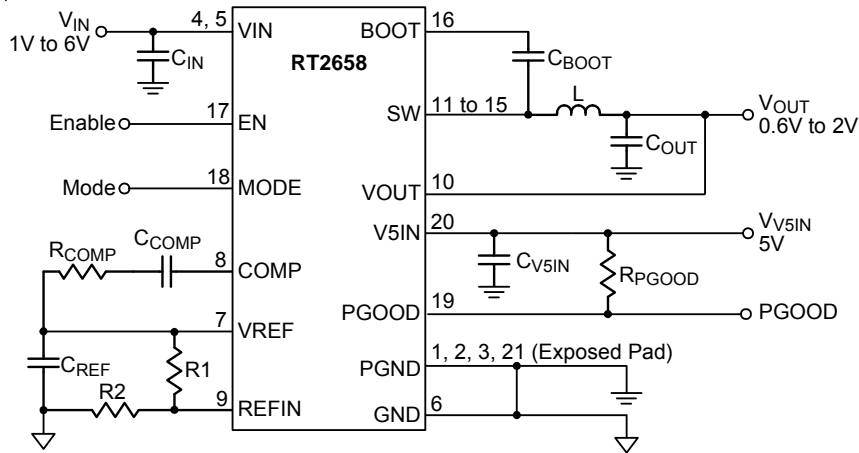 VIN
1V to 6V
CIN
4, 5
VIN
RT2658
BOOT
16
CBOOT
L
SW
11 to 15
VOUT
0.6V to 2V
COUT
Enable
17
EN
Mode
18
MODE
VOUT
10
V5IN
20
VV5IN
5V
CV5IN
RPGOOD
RCOMP
CCOMP
8
COMP
PGOOD
19
PGOOD
7
VREF
CREF
R1
R2
9
REFIN
PGND
1, 2, 3, 21 (Exposed Pad)
GND
6